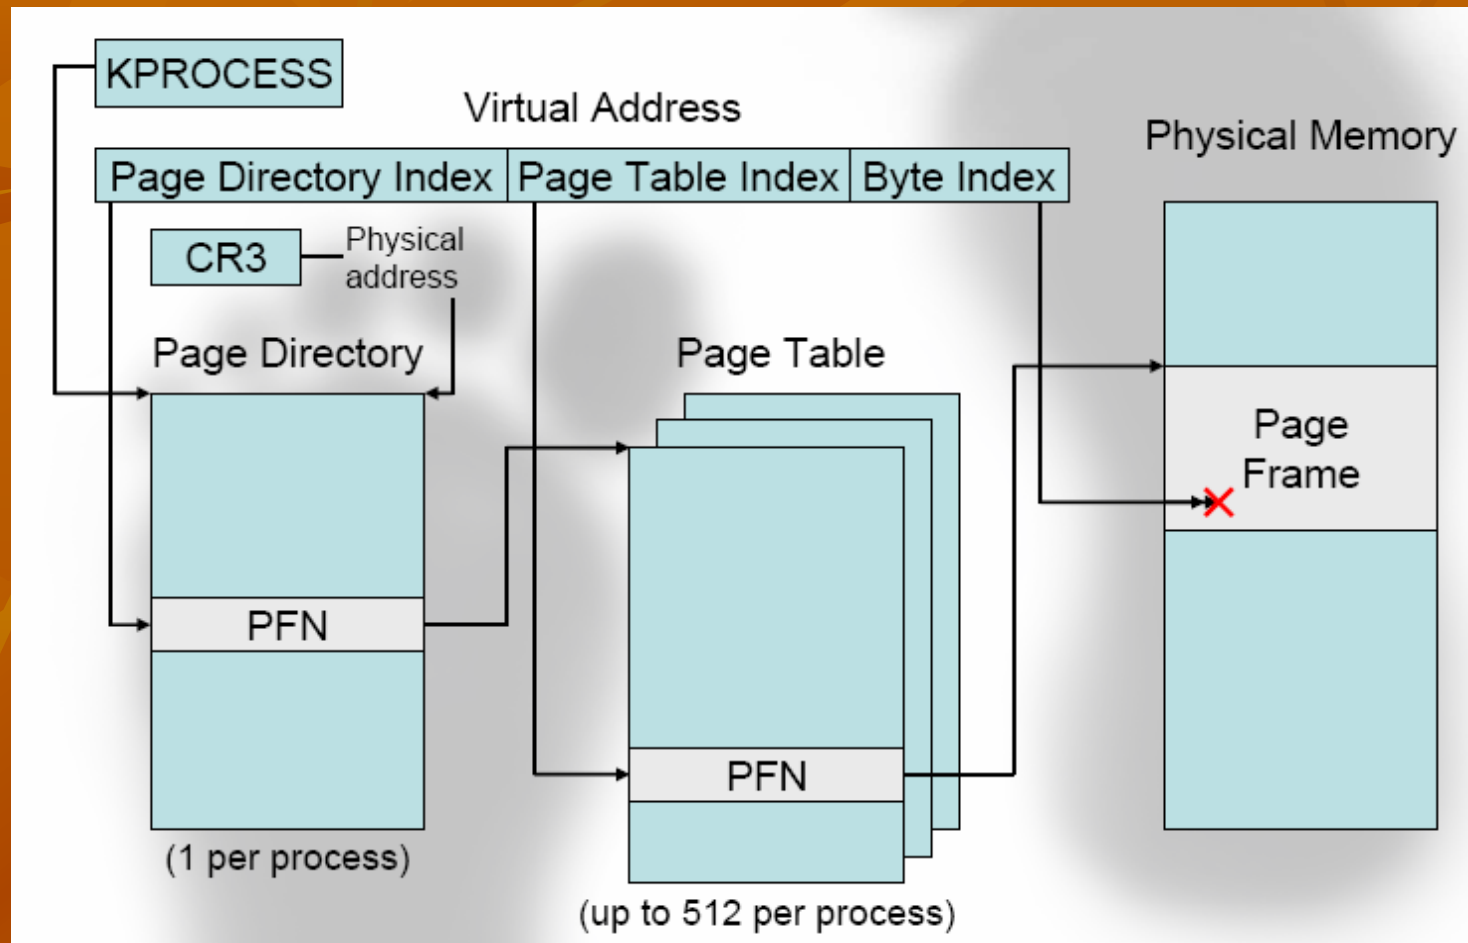 KPROCESS
Virtual Address
Physical Memory
Page Directory Index Page Table Index Byte Index
CR3
Physical
address
Page Directory
Page Table
Page
Frame
PFN
PFN
(1 per process)
(up to 512 per process)